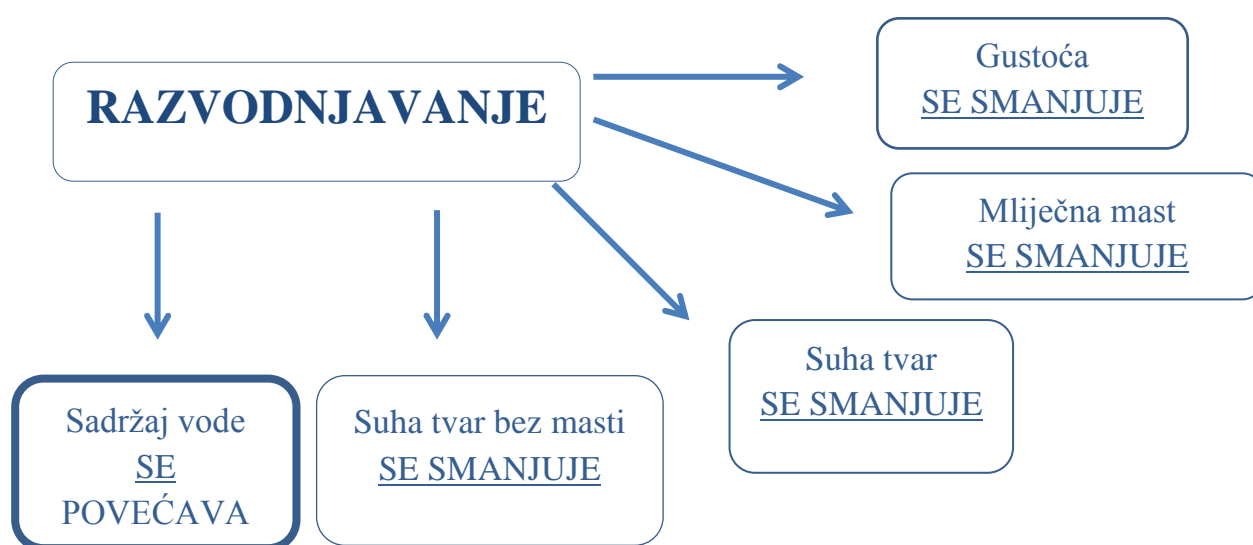 RAZVODNJAVANJE
Gustoća
SE SMANJUJE
Mliječna mast
SE SMANJUJE
Suha tvar
SE SMANJUJE
Suha tvar bez masti
SE SMANJUJE
Sadržaj vode
SE
POVEĆAVA